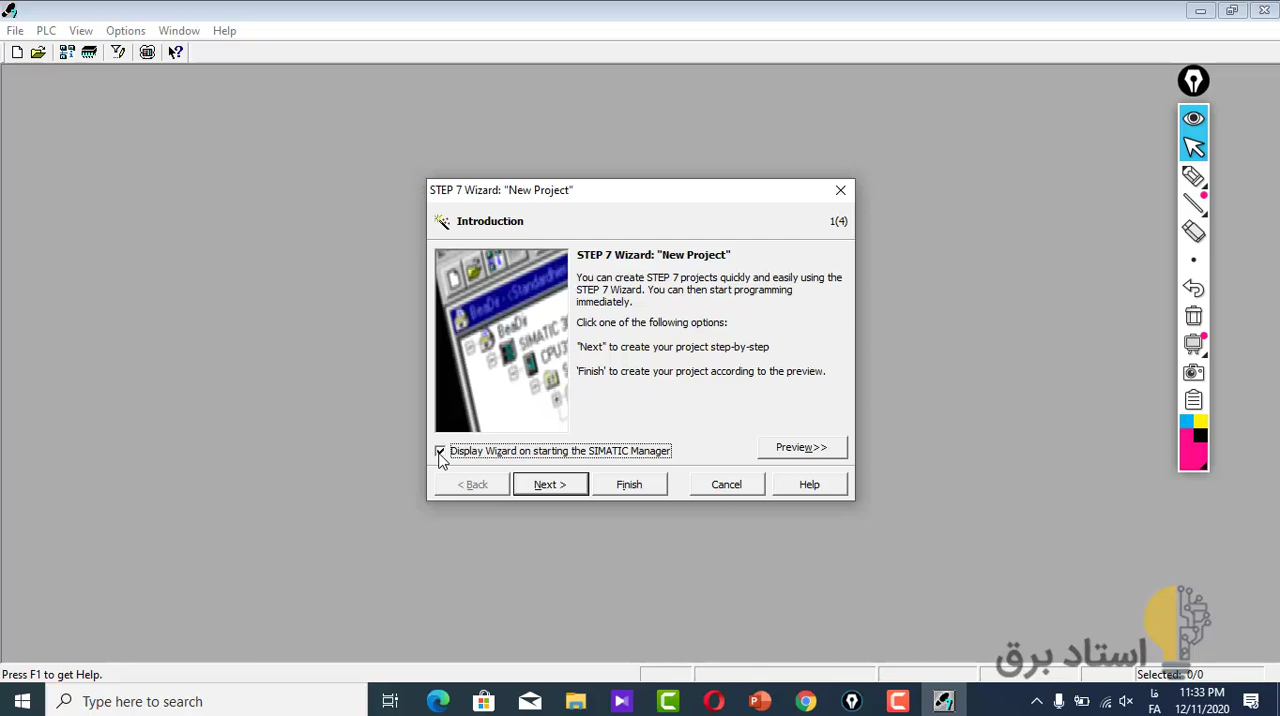 File PLC View Options Window Help
STEP 7 Wizard: "New Project"
Introduction
1(4)
STEP 7 Wizard: "New Project"
You can create STEP 7 projects quickly and easily using the
STEP 7 Wizard. You can then start programming
immediately.
Click one of the following options:
"Next" to create your project step-by-step
'Finish' to create your project according to the preview.
Display Wizard on starting the SIMATIC Manager
Preview>>
< Back Next > Finish Cancel Help
استاد برق
Press F1 to get Help.
Selected: 0/0
Type here to search
فا
FA
11:33 PM
12/11/2020